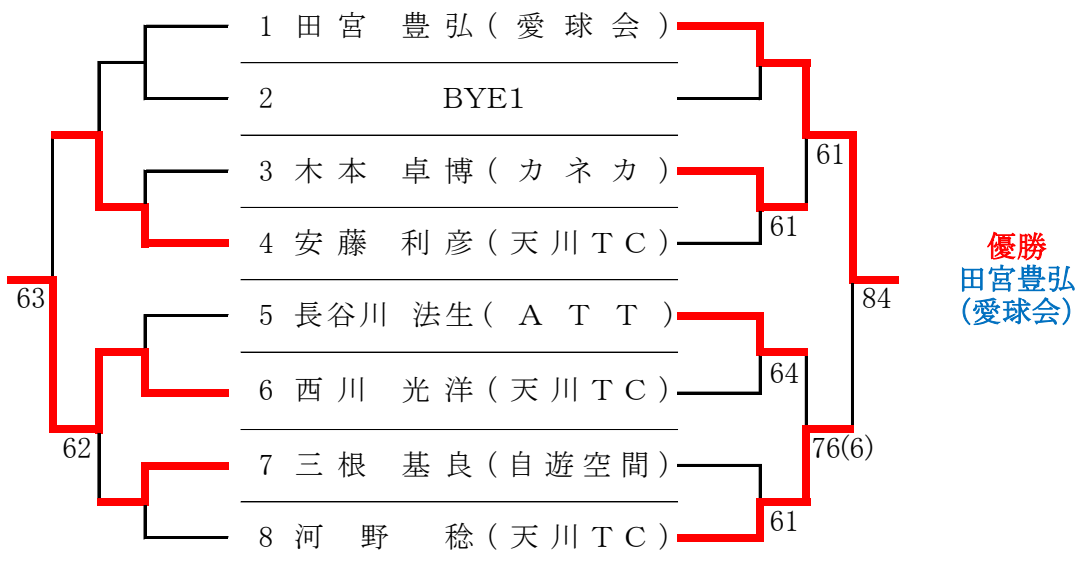 1 田宮 豊弘(愛球会)
2 BYE1
61
3 木本 卓博(カネカ)
61
4 安藤 利彦(天川TC)
優勝
田宮豊弘
(愛球会)
63
84
5 長谷川 法生(ATT)
64
6 西川 光洋(天川TC)
62
76(6)
7 三根 基良(自遊空間)
61
8 河野 稔(天川TC)